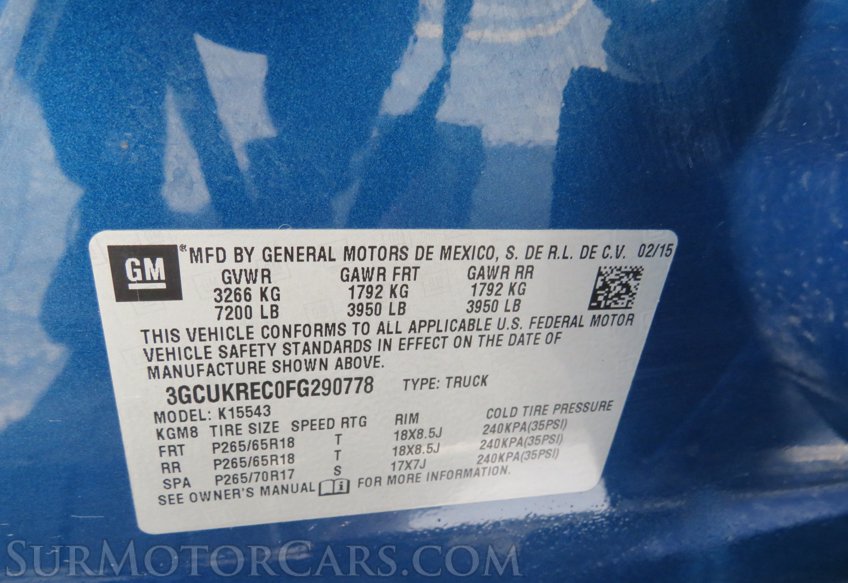 GM ® MFD BY GENERAL MOTORS DE MEXICO, S. DE R.L. DE C.V. 02/15
GVWR GAWR FRT GAWR RR
3266 KG 1792 KG 1792 KG
7200 LB 3950 LB 3950 LB
THIS VEHICLE CONFORMS TO ALL APPLICABLE U.S. FEDERAL MOTOR
VEHICLE SAFETY STANDARDS IN EFFECT ON THE DATE OF
MANUFACTURE SHOWN ABOVE.
3GCUKREC0FG290778 TYPE: TRUCK
MODEL: K15543
KGM8 TIRE SIZE SPEED RTG RIM COLD TIRE PRESSURE
FRT P265/65R18 T 18X8.5J 240KPA(35PSI)
RR P265/65R18 T 18X8.5J 240KPA(35PSI)
SPA P265/70R17 S 17X7J 240KPA(35PSI)
SEE OWNER'S MANUAL FOR MORE INFORMATION.
SURMOTORCARS.COM